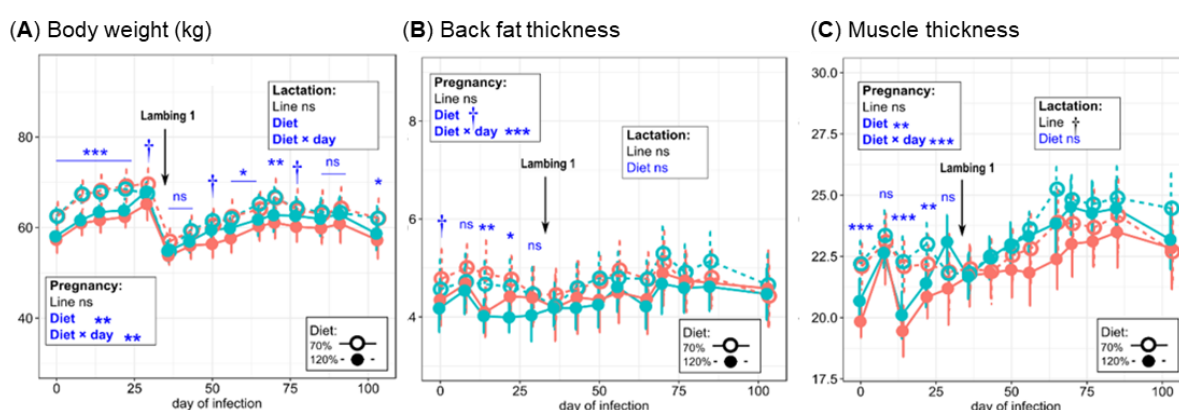 (A) Body weight (kg)
80
60
40
0 25 50 75 100
day of infection
Lambing 1
***
†
ns
†
*
**
†
ns
*
Lactation:
Line ns
Diet
Diet × day
Pregnancy:
Line ns
Diet **
Diet × day **
Diet:
70%
120%
(B) Back fat thickness
8
6
4
0 25 50 75 100
day of infection
Pregnancy:
Line ns
Diet †
Diet × day ***
Lambing 1
† ns ** * ns
Lactation:
Line ns
Diet ns
Diet:
70%
120%
(C) Muscle thickness
30.0
27.5
25.0
22.5
20.0
17.5
0 25 50 75 100
day of infection
Pregnancy:
Line ns
Diet **
Diet × day ***
Lambing 1
*** ns *** ** ns
Lactation:
Line †
Diet ns
Diet:
70%
120%